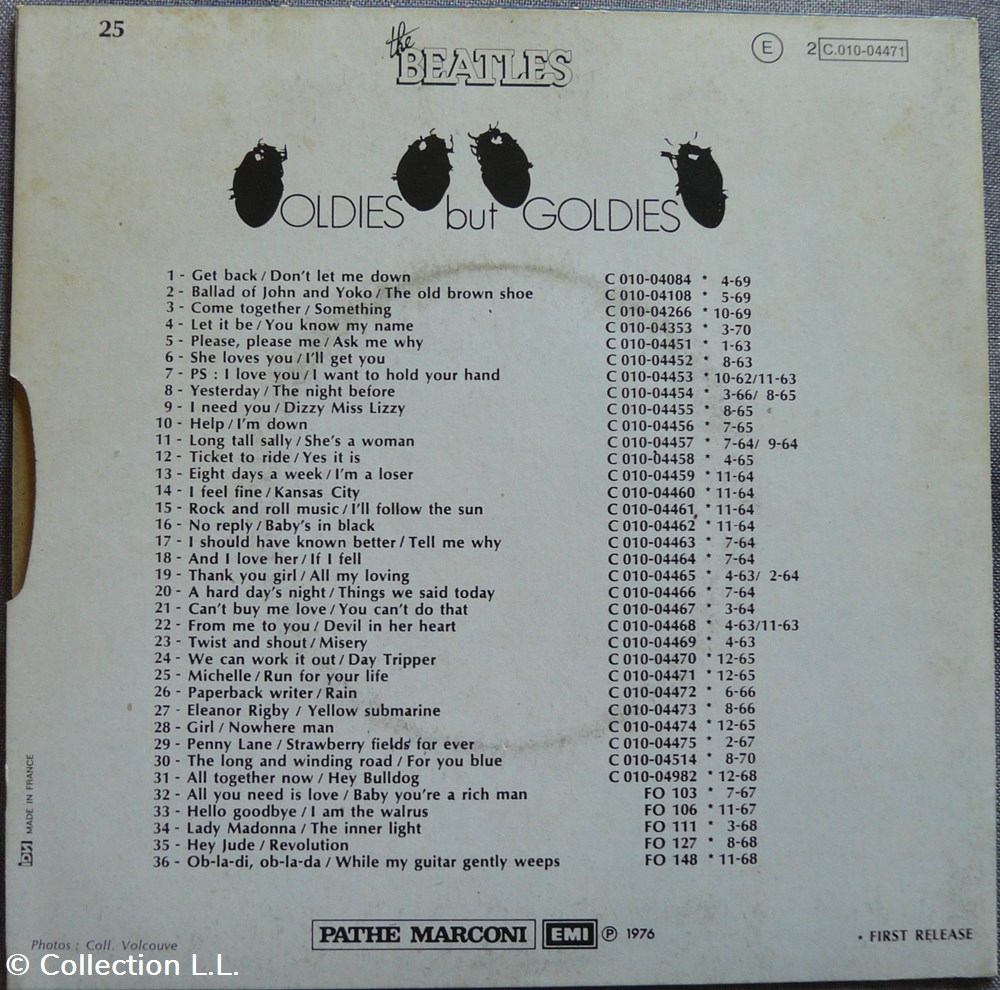 25
the
BEATLES
E 2 C.010-04471
OLDIES but GOLDIES
1 - Get back / Don't let me down C 010-04084 * 4-69
2 - Ballad of John and Yoko / The old brown shoe C 010-04108 * 5-69
3 - Come together / Something C 010-04266 * 10-69
4 - Let it be / You know my name C 010-04353 * 3-70
5 - Please, please me / Ask me why C 010-04451 * 1-63
6 - She loves you / I'll get you C 010-04452 * 8-63
7 - PS : I love you / I want to hold your hand C 010-04453 * 10-62/11-63
8 - Yesterday / The night before C 010-04454 * 3-66/ 8-65
9 - I need you / Dizzy Miss Lizzy C 010-04455 * 8-65
10 - Help / I'm down C 010-04456 * 7-65
11 - Long tall sally / She's a woman C 010-04457 * 7-64/ 9-64
12 - Ticket to ride / Yes it is C 010-04458 * 4-65
13 - Eight days a week / I'm a loser C 010-04459 * 11-64
14 - I feel fine / Kansas City C 010-04460 * 11-64
15 - Rock and roll music / I'll follow the sun C 010-04461 * 11-64
16 - No reply / Baby's in black C 010-04462 * 11-64
17 - I should have known better / Tell me why C 010-04463 * 7-64
18 - And I love her / If I fell C 010-04464 * 7-64
19 - Thank you girl / All my loving C 010-04465 * 4-63/ 2-64
20 - A hard day's night / Things we said today C 010-04466 * 7-64
21 - Can't buy me love / You can't do that C 010-04467 * 3-64
22 - From me to you / Devil in her heart C 010-04468 * 4-63/11-63
23 - Twist and shout / Misery C 010-04469 * 4-63
24 - We can work it out / Day Tripper C 010-04470 * 12-65
25 - Michelle / Run for your life C 010-04471 * 12-65
26 - Paperback writer / Rain C 010-04472 * 6-66
27 - Eleanor Rigby / Yellow submarine C 010-04473 * 8-66
28 - Girl / Nowhere man C 010-04474 * 12-65
29 - Penny Lane / Strawberry fields for ever C 010-04475 * 2-67
30 - The long and winding road / For you blue C 010-04514 * 8-70
31 - All together now / Hey Bulldog C 010-04982 * 12-68
32 - All you need is love / Baby you're a rich man FO 103 * 7-67
33 - Hello goodbye / I am the walrus FO 106 * 11-67
34 - Lady Madonna / The inner light FO 111 * 3-68
35 - Hey Jude / Revolution FO 127 * 8-68
36 - Ob-la-di, ob-la-da / While my guitar gently weeps FO 148 * 11-68
MADE IN FRANCE
PATHE MARCONI EMI ℗ 1976
* FIRST RELEASE
Photos : Coll. Volcouve
© Collection L.L.